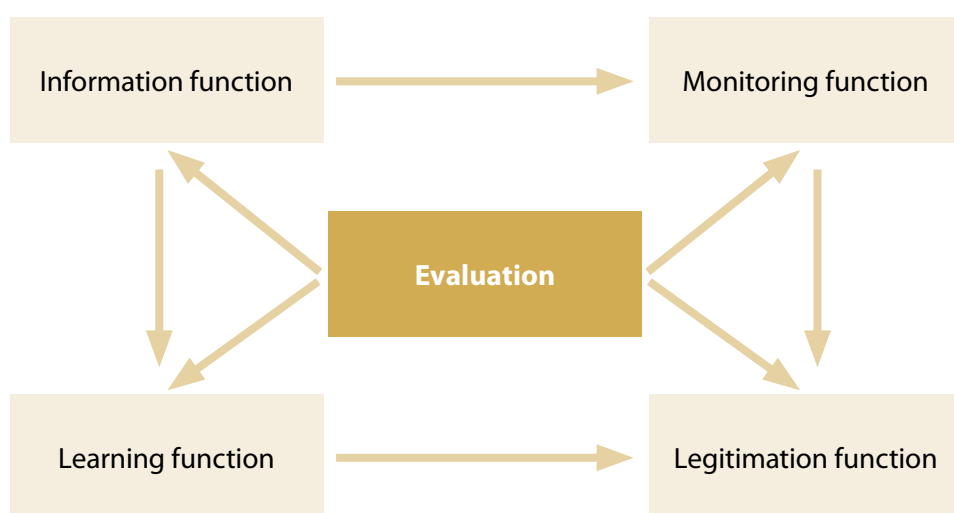 Information function
Monitoring function
Evaluation
Learning function
Legitimation function